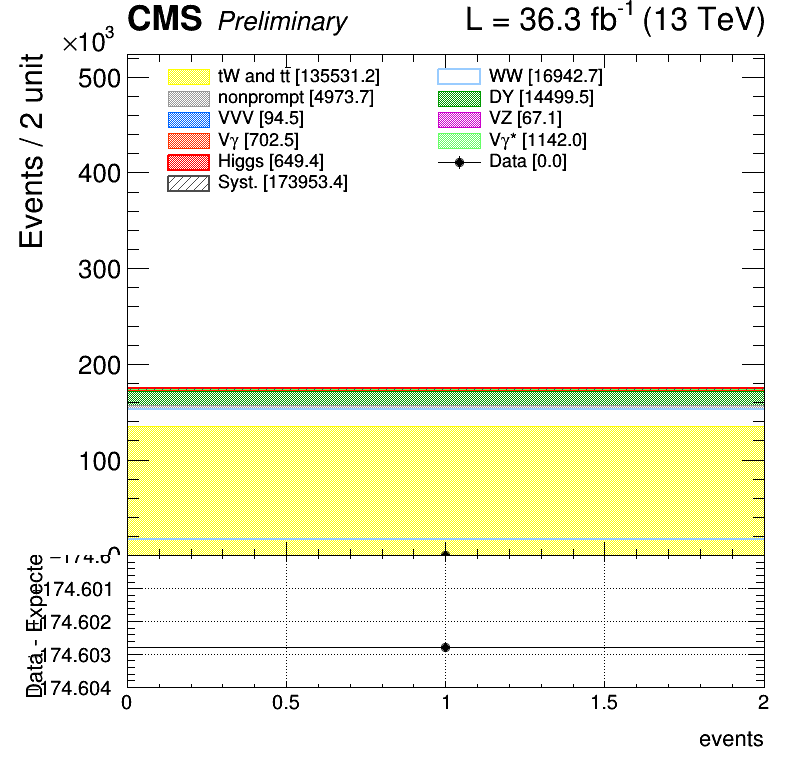 CMS Preliminary L = 36.3 fb⁻¹ (13 TeV)
×10³
Events / 2 unit
500
400
300
200
100
0
tW and tt̄ [135531.2]
nonprompt [4973.7]
VVV [94.5]
Vγ [702.5]
Higgs [649.4]
Syst. [173953.4]
WW [16942.7]
DY [14499.5]
VZ [67.1]
Vγ* [1142.0]
Data [0.0]
Data - Expecte
−174.6
174.601
174.602
174.603
174.604
0 0.5 1 1.5 2
events